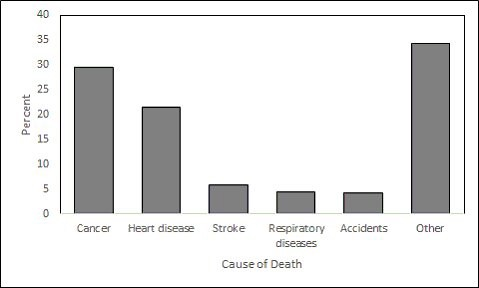 40
35
30
25
20
15
10
5
0
Percent
Cancer
Heart disease
Stroke
Respiratory
diseases
Accidents
Other
Cause of Death